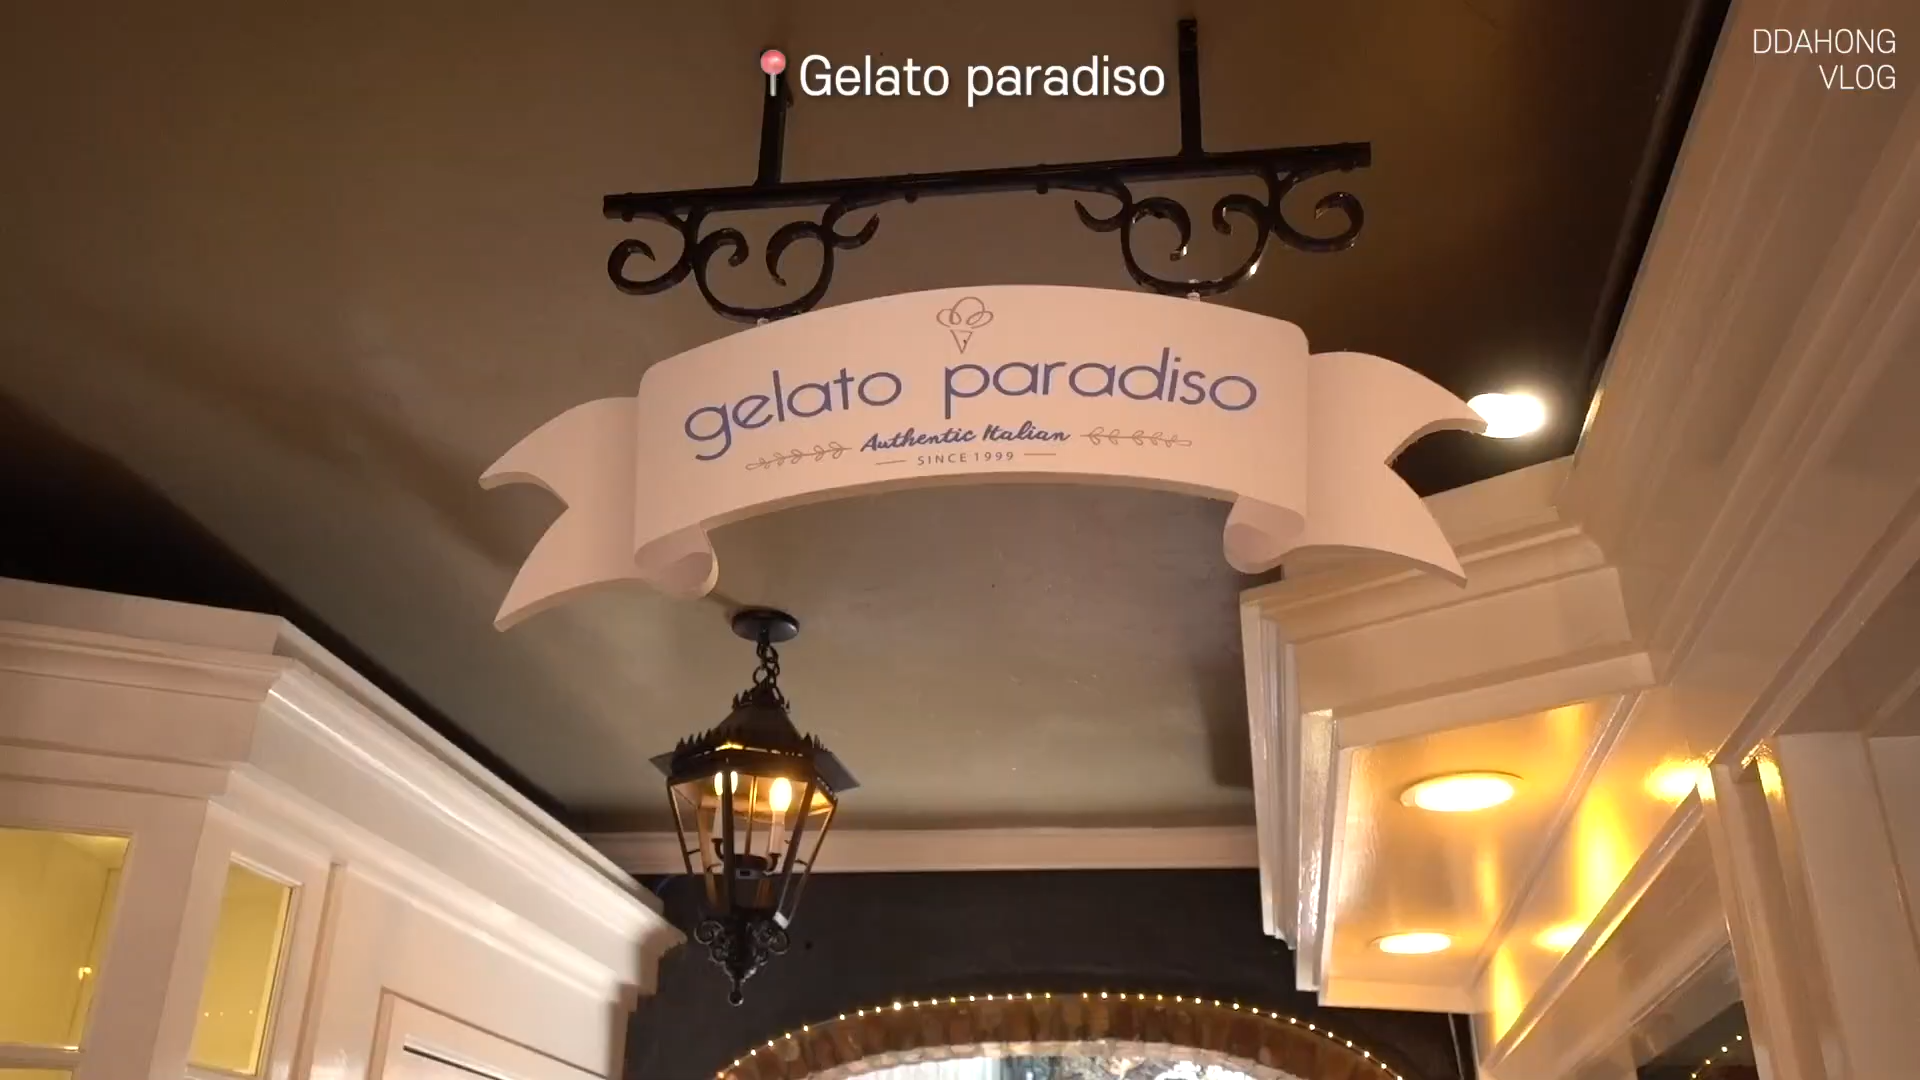 DDAHONG
VLOG
📍Gelato paradiso
gelato paradiso
Authentic Italian
SINCE 1999